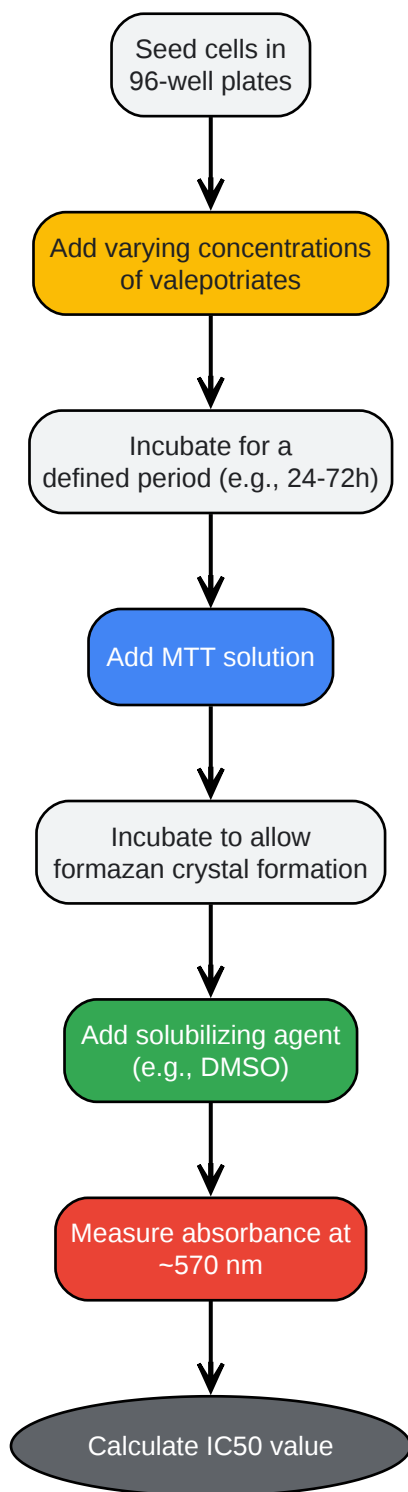 Seed cells in
96-well plates
Add varying concentrations
of valepotriates
Incubate for a
defined period (e.g., 24-72h)
Add MTT solution
Incubate to allow
formazan crystal formation
Add solubilizing agent
(e.g., DMSO)
Measure absorbance at
~570 nm
Calculate IC50 value